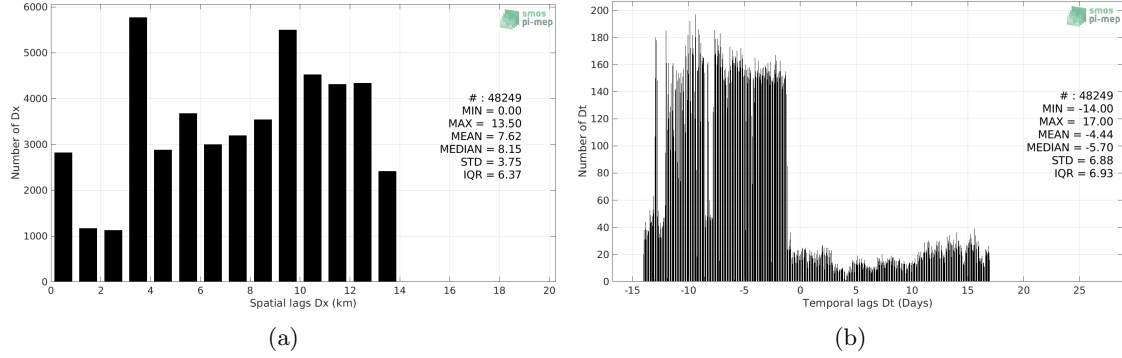 6000
5000
4000
3000
2000
1000
0
Number of Dx
0 2 4 6 8 10 12 14 16 18 20
Spatial lags Dx (km)
smos
pi-mep
# : 48249
MIN = 0.00
MAX = 13.50
MEAN = 7.62
MEDIAN = 8.15
STD = 3.75
IQR = 6.37
(a)
200
180
160
140
120
100
80
60
40
20
0
Number of Dt
-15 -10 -5 0 5 10 15 20 25
Temporal lags Dt (Days)
smos
pi-mep
# : 48249
MIN = -14.00
MAX = 17.00
MEAN = -4.44
MEDIAN = -5.70
STD = 6.88
IQR = 6.93
(b)